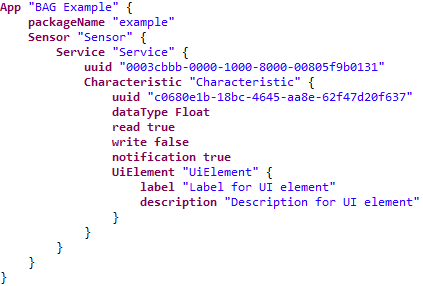 App "BAG Example" {
    packageName "example"
    Sensor "Sensor" {
        Service "Service" {
            uuid "0003cbbb-0000-1000-8000-00805f9b0131"
            Characteristic "Characteristic" {
                uuid "c0680e1b-18bc-4645-aa8e-62f47d20f637"
                dataType Float
                read true
                write false
                notification true
                UiElement "UiElement" {
                    label "Label for UI element"
                    description "Description for UI element"
                }
            }
        }
    }
}